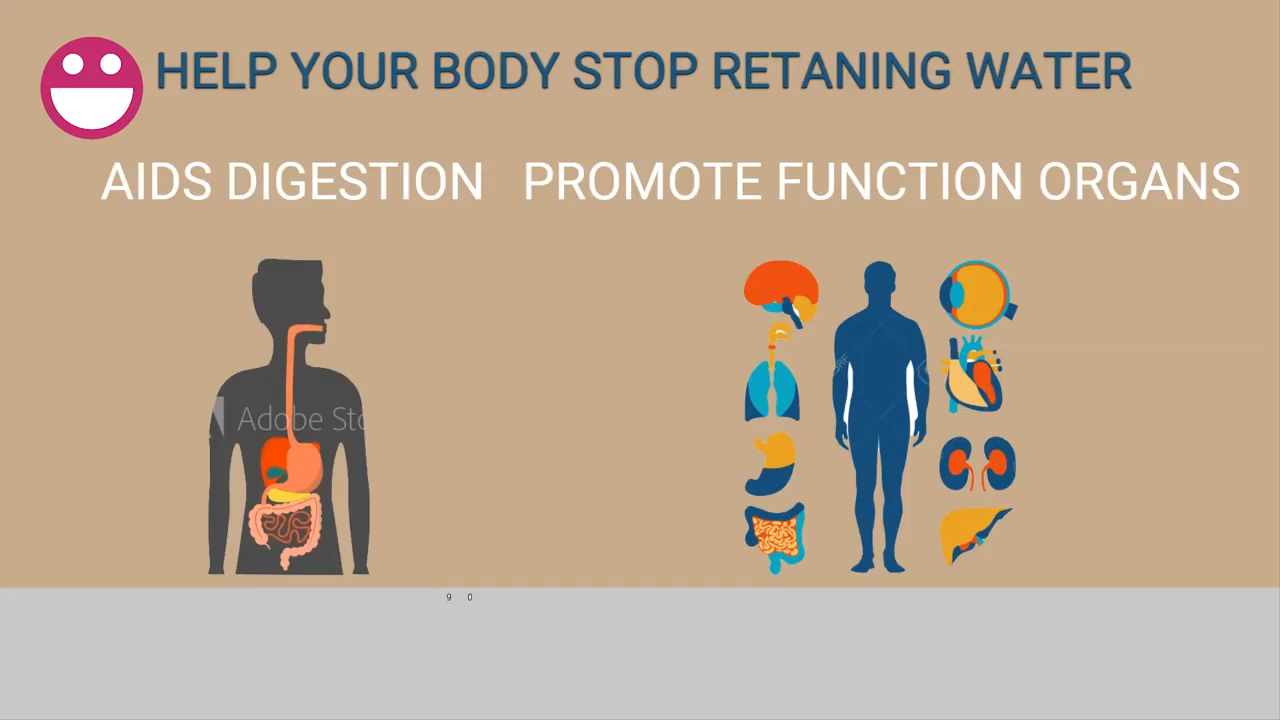 HELP YOUR BODY STOP RETANING WATER
AIDS DIGESTION PROMOTE FUNCTION ORGANS
Adobe Sto
9 0